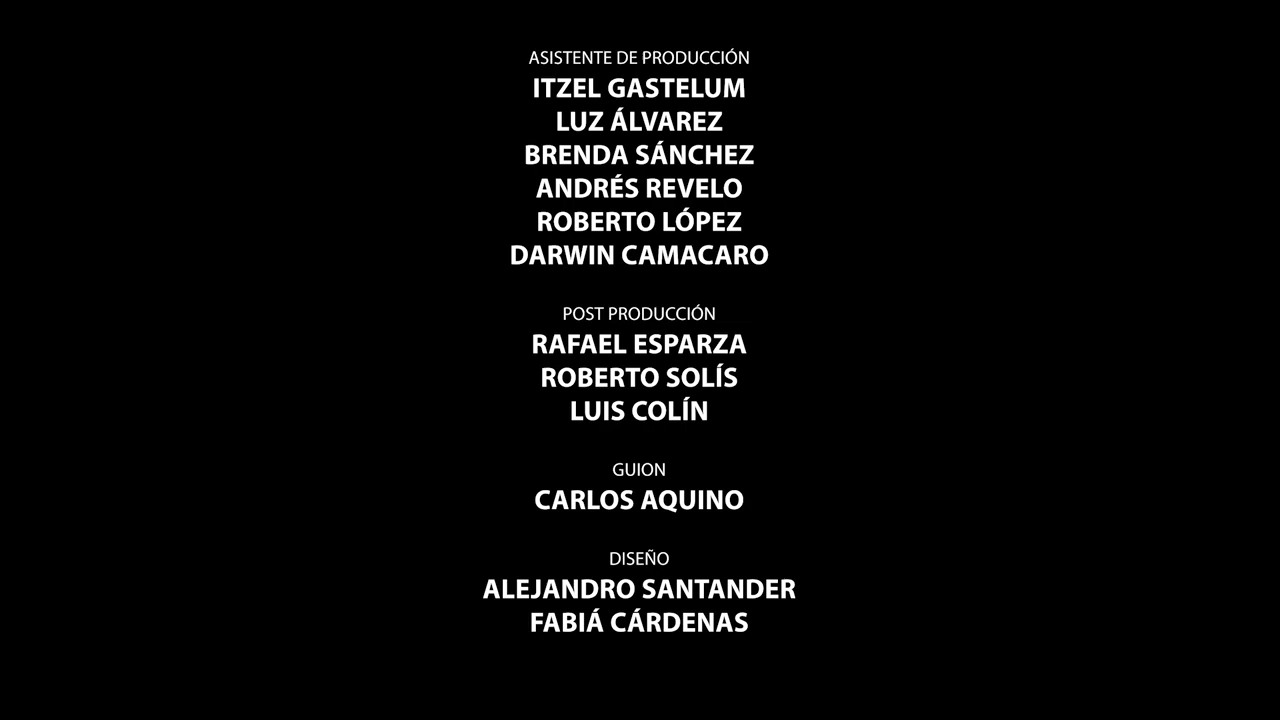 ASISTENTE DE PRODUCCIÓN
ITZEL GASTELUM
LUZ ÁLVAREZ
BRENDA SÁNCHEZ
ANDRÉS REVELO
ROBERTO LÓPEZ
DARWIN CAMACARO
POST PRODUCCIÓN
RAFAEL ESPARZA
ROBERTO SOLÍS
LUIS COLÍN
GUION
CARLOS AQUINO
DISEÑO
ALEJANDRO SANTANDER
FABIÁ CÁRDENAS